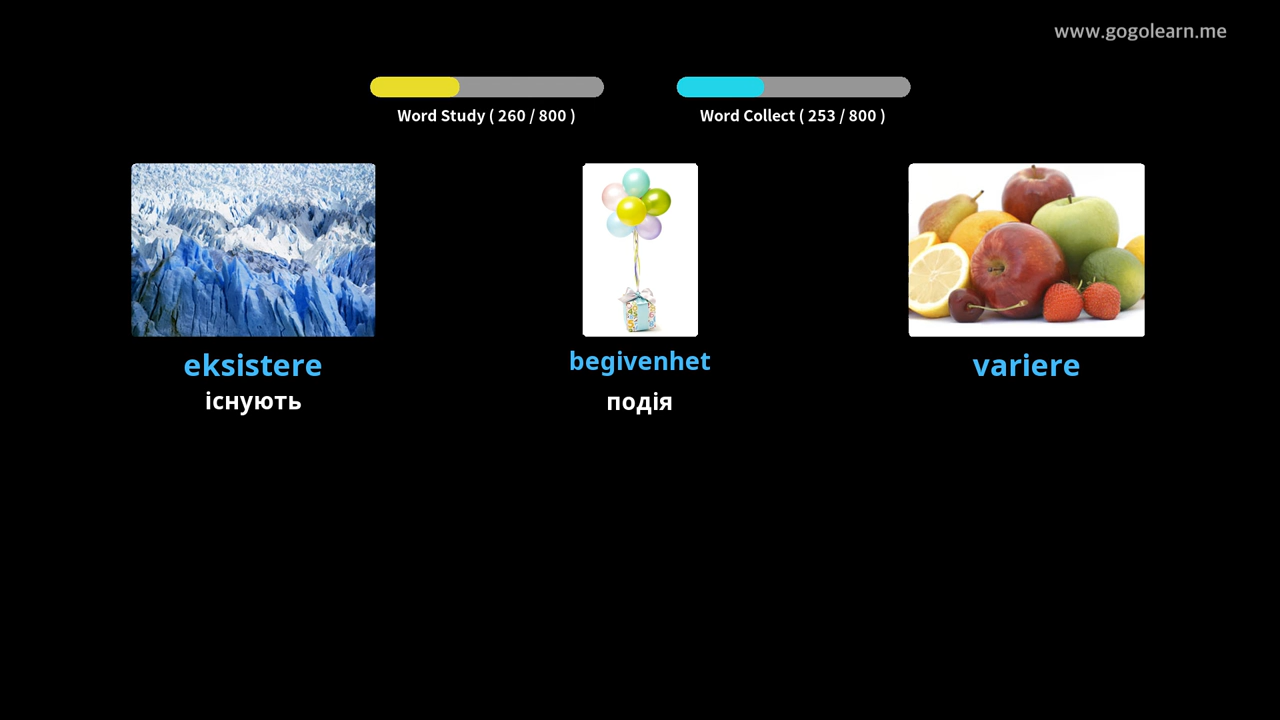 www.gogolearn.me
Word Study ( 260 / 800 )
Word Collect ( 253 / 800 )
eksistere
існують
begivenhet
подія
variere